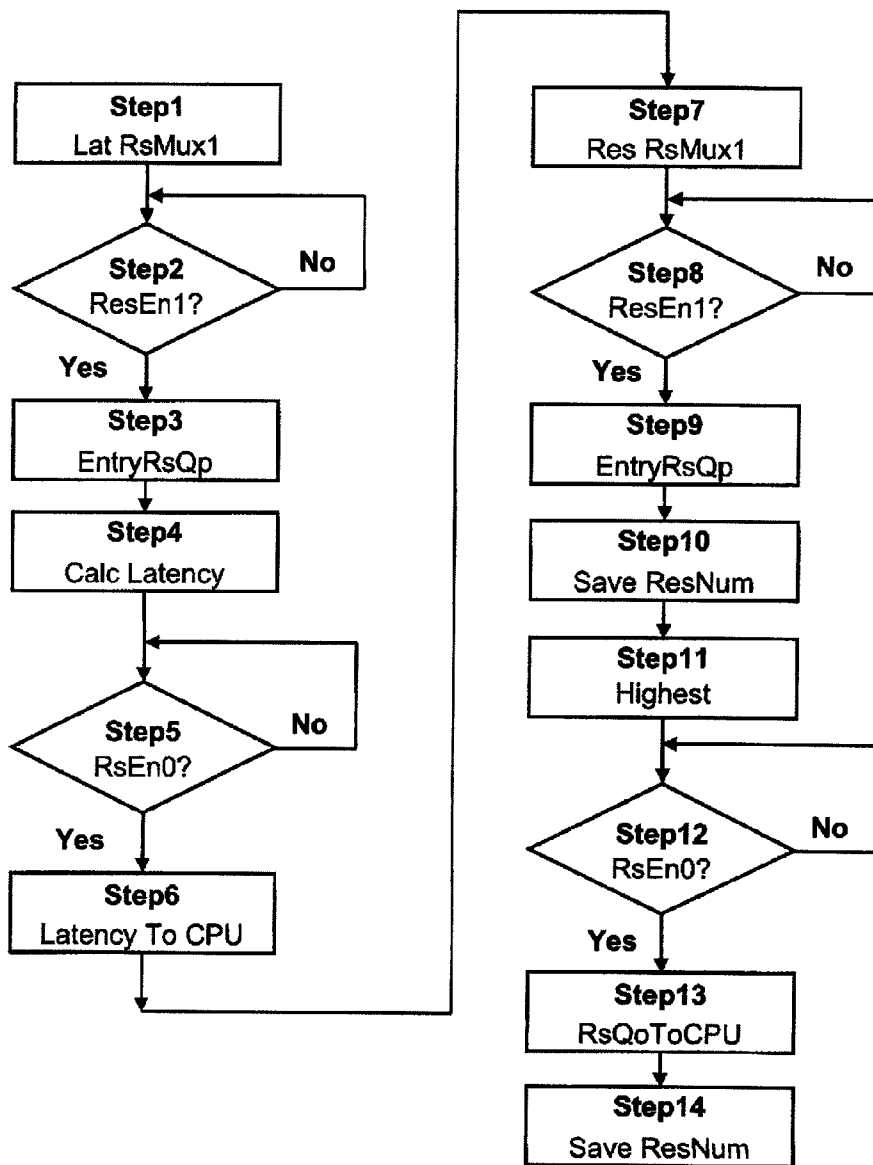 Step1
Lat RsMux1
Step2
ResEn1?
No
Yes
Step3
EntryRsQp
Step4
Calc Latency
Step5
RsEn0?
No
Yes
Step6
Latency To CPU
Step7
Res RsMux1
Step8
ResEn1?
No
Yes
Step9
EntryRsQp
Step10
Save ResNum
Step11
Highest
Step12
RsEn0?
No
Yes
Step13
RsQoToCPU
Step14
Save ResNum